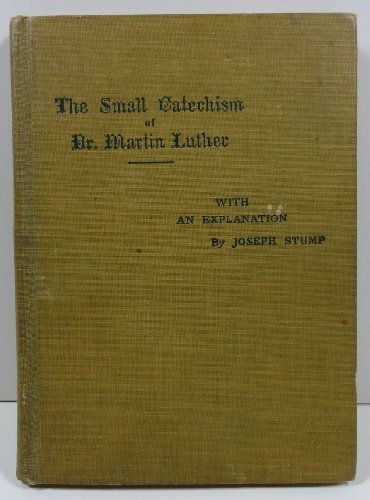 The Small Catechism
of
Dr. Martin Luther
WITH
AN EXPLANATION
By JOSEPH STUMP